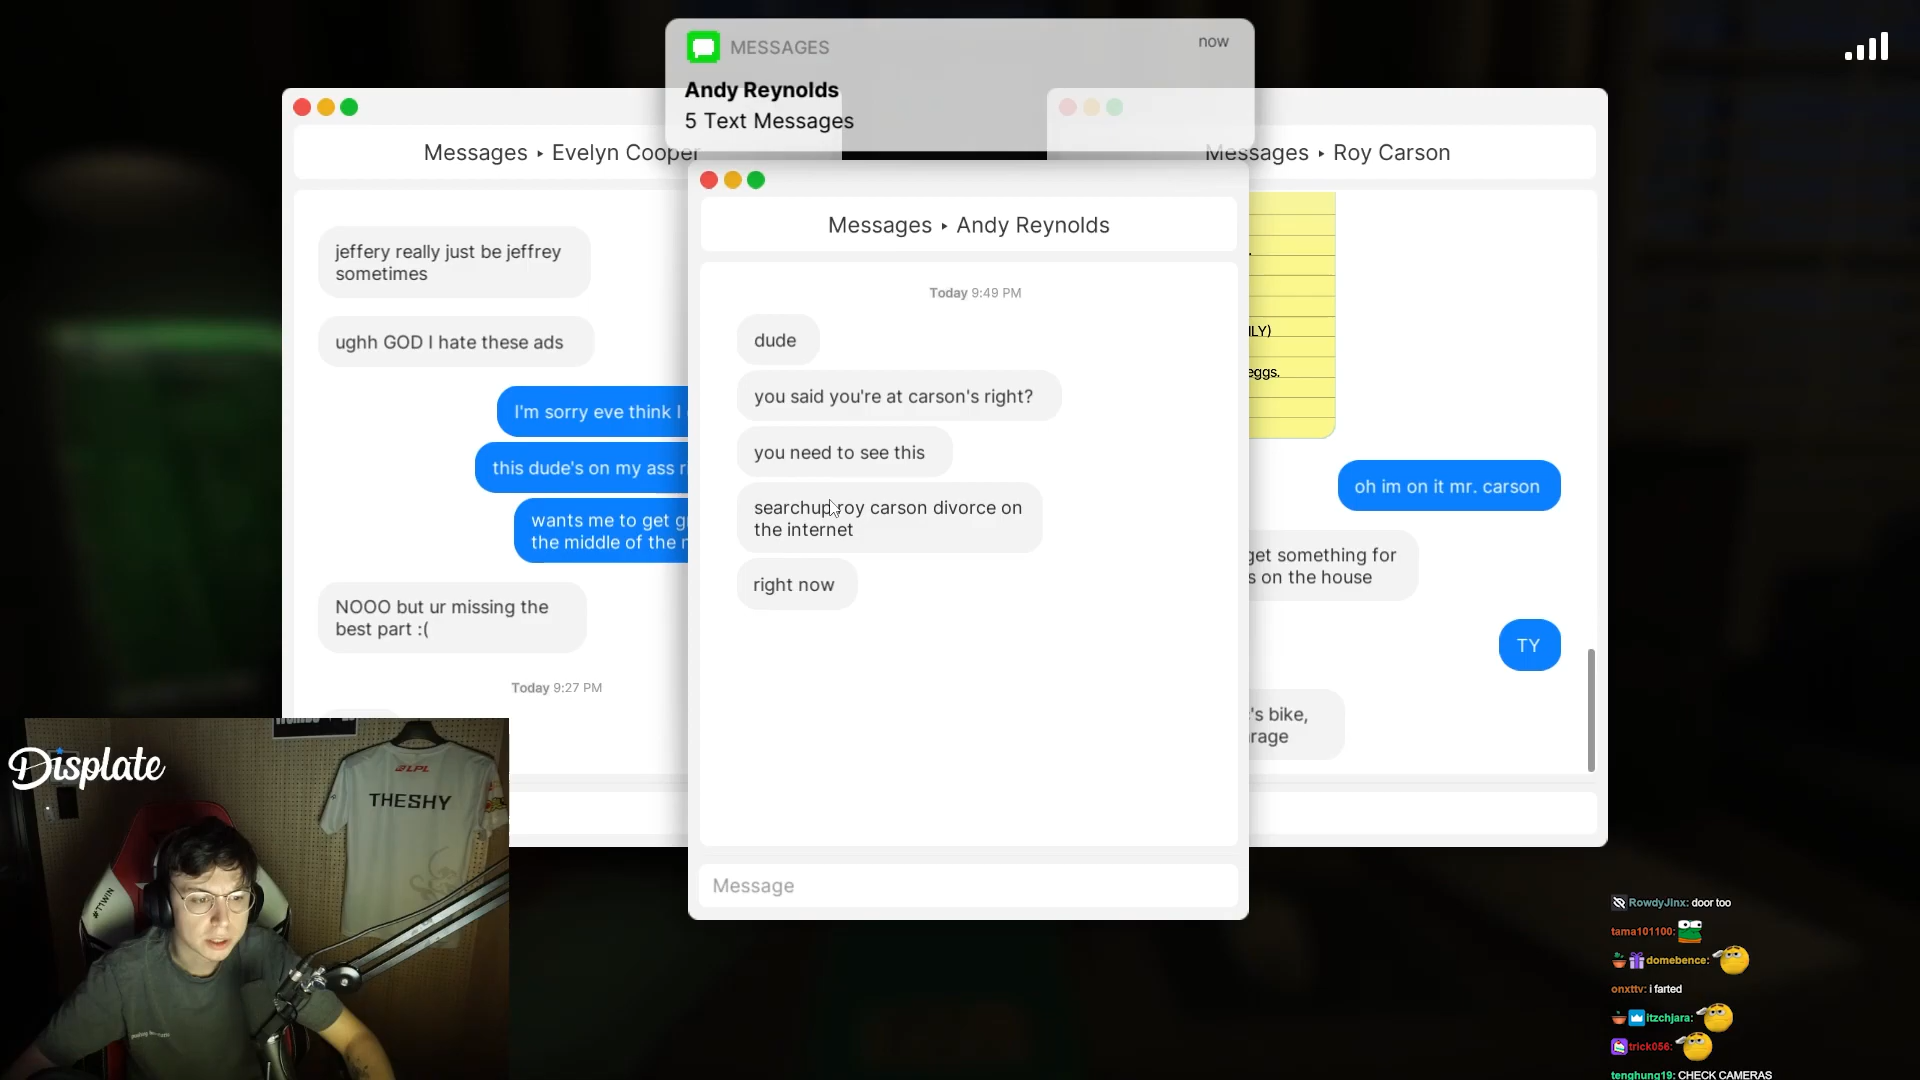 MESSAGES
now
Andy Reynolds
5 Text Messages
Messages ‣ Evelyn Cooper
jeffery really just be jeffrey
sometimes
ughh GOD I hate these ads
I'm sorry eve think I
this dude's on my ass
wants me to get
the middle of the
NOOO but ur missing the
best part :(
Today 9:27 PM
Messages ‣ Andy Reynolds
Today 9:49 PM
dude
you said you're at carson's right?
you need to see this
searchup roy carson divorce on
the internet
right now
Message
Messages ‣ Roy Carson
LY)
eggs.
oh im on it mr. carson
get something for
s on the house
TY
's bike,
rage
Displate
LPL
THESHY
#T1WIN
RowdyJinx: door too
tama101100:
domebence:
onxttv: i farted
itzchjara:
trick056:
tenghung19: CHECK CAMERAS